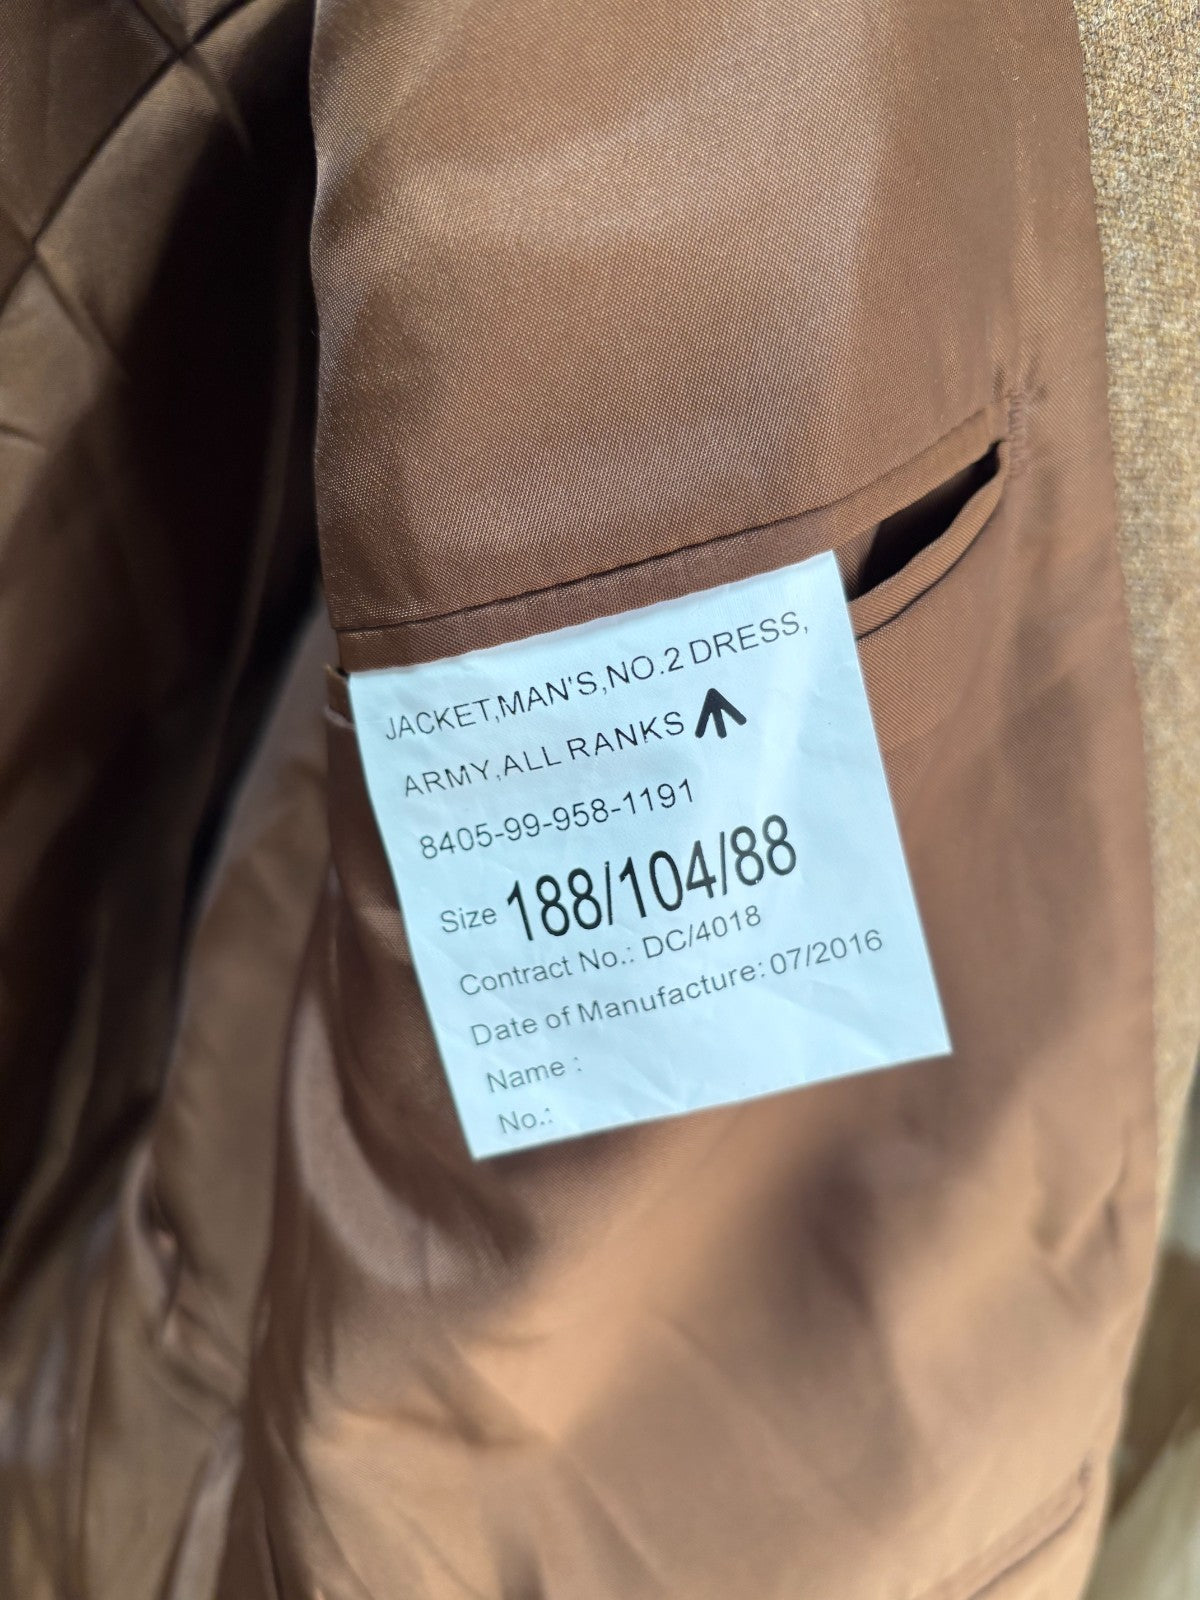 JACKET,MAN'S,NO.2 DRESS,
ARMY,ALL RANKS
8405-99-958-1191
Size 188/104/88
Contract No.: DC/4018
Date of Manufacture: 07/2016
Name :
No.: